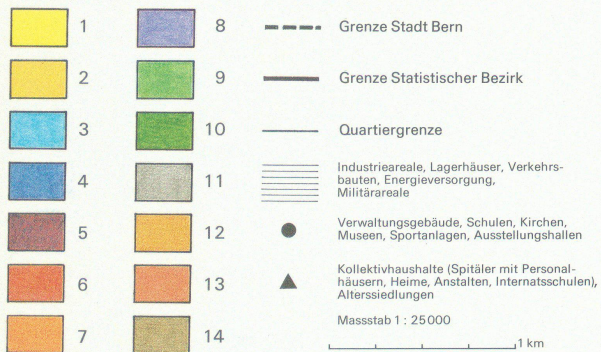 1
8
Grenze Stadt Bern
2
9
Grenze Statistischer Bezirk
3
10
Quartiergrenze
4
11
Industrieareale, Lagerhäuser, Verkehrs-
bauten, Energieversorgung,
Militärareale
5
12
Verwaltungsgebäude, Schulen, Kirchen,
Museen, Sportanlagen, Ausstellungshallen
6
13
Kollektivhaushalte (Spitäler mit Personal-
häusern, Heime, Anstalten, Internatsschulen),
Alterssiedlungen
7
14
Massstab 1 : 25000
1 km